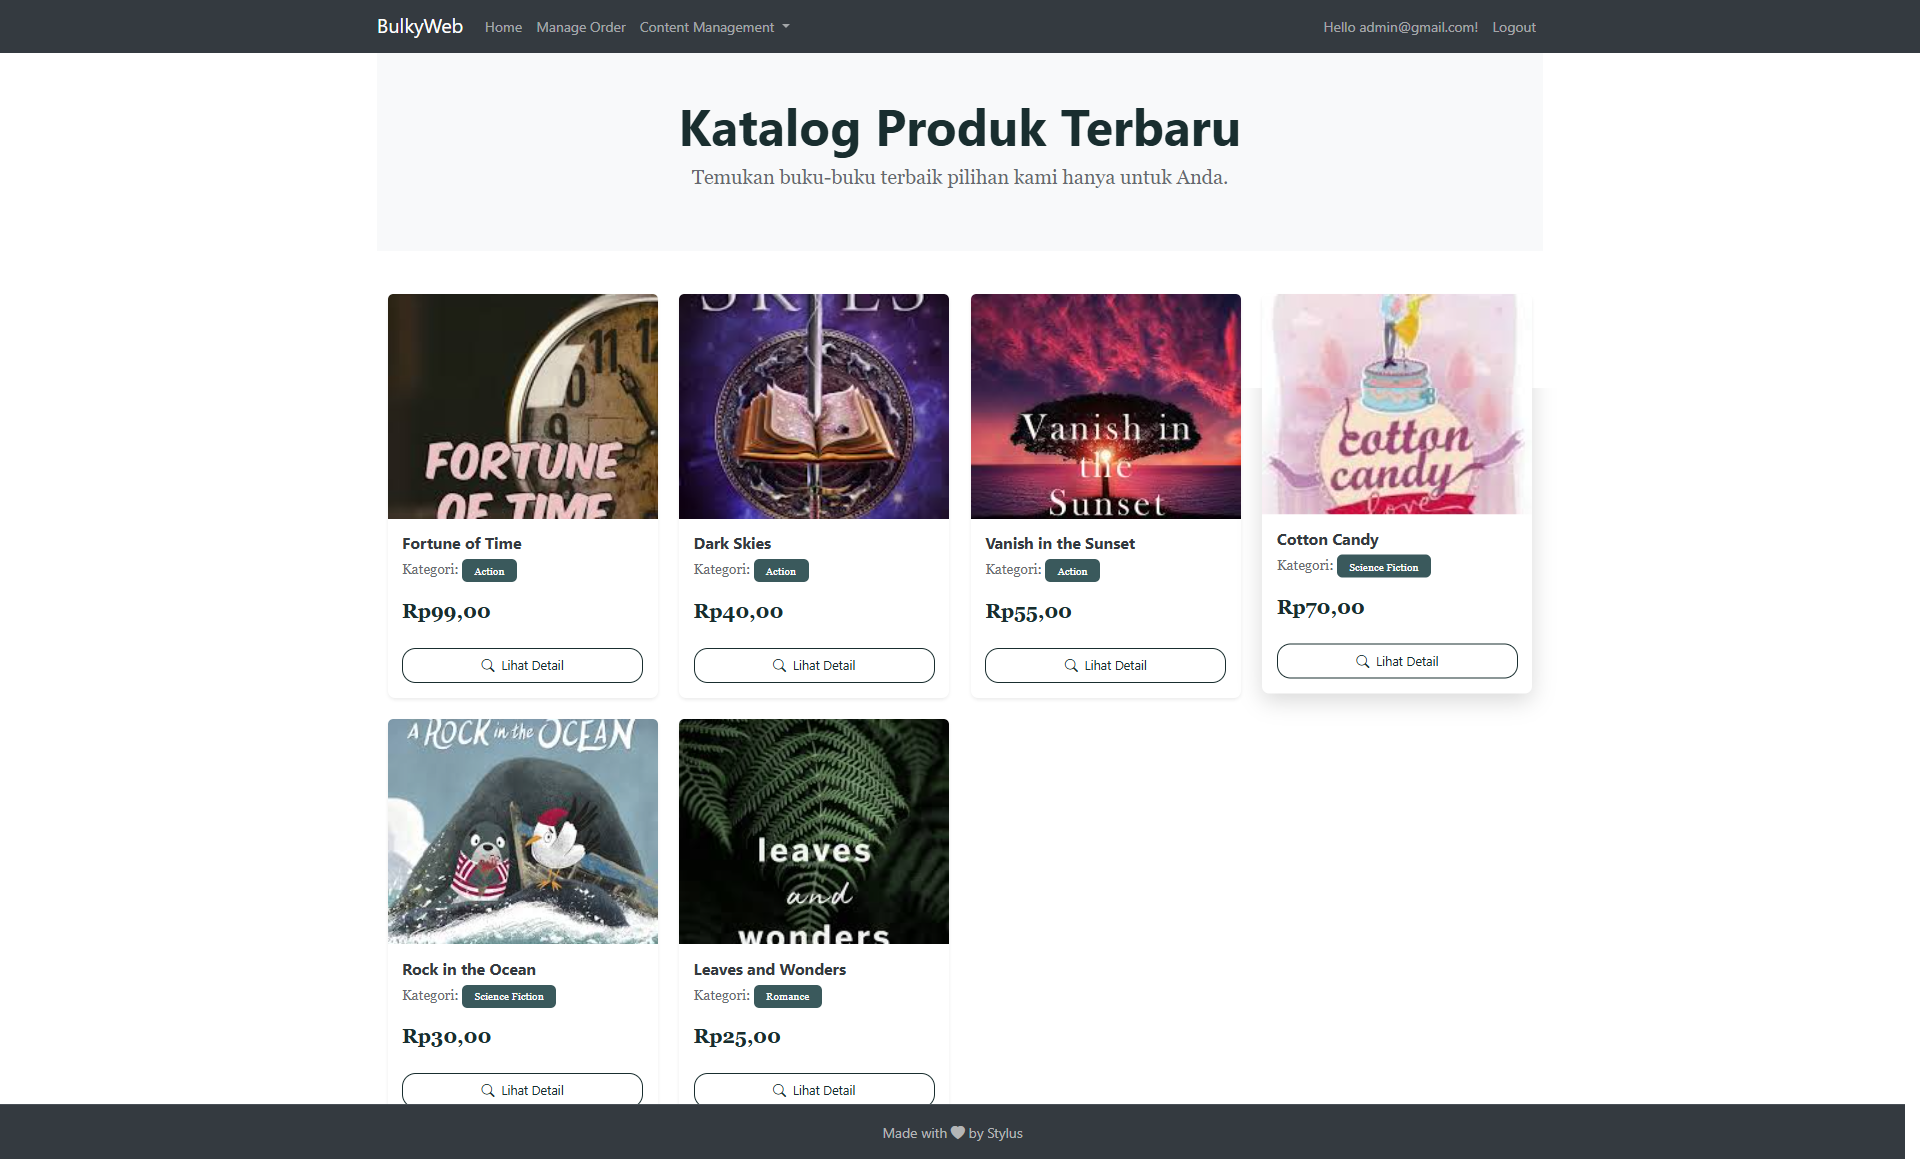 BulkyWeb Home Manage Order Content Management Hello admin@gmail.com! Logout
Katalog Produk Terbaru
Temukan buku-buku terbaik pilihan kami hanya untuk Anda.
11
12
10
9
FORTUNE
OF TIME
Fortune of Time
Kategori: Action
Rp99,00
Lihat Detail
SKIES
Dark Skies
Kategori: Action
Rp40,00
Lihat Detail
Vanish in
the
Sunset
Vanish in the Sunset
Kategori: Action
Rp55,00
Lihat Detail
cotton
candy
love
Cotton Candy
Kategori: Science Fiction
Rp70,00
Lihat Detail
A ROCK in the OCEAN
Rock in the Ocean
Kategori: Science Fiction
Rp30,00
Lihat Detail
leaves
and
wonders
Leaves and Wonders
Kategori: Romance
Rp25,00
Lihat Detail
Made with by Stylus